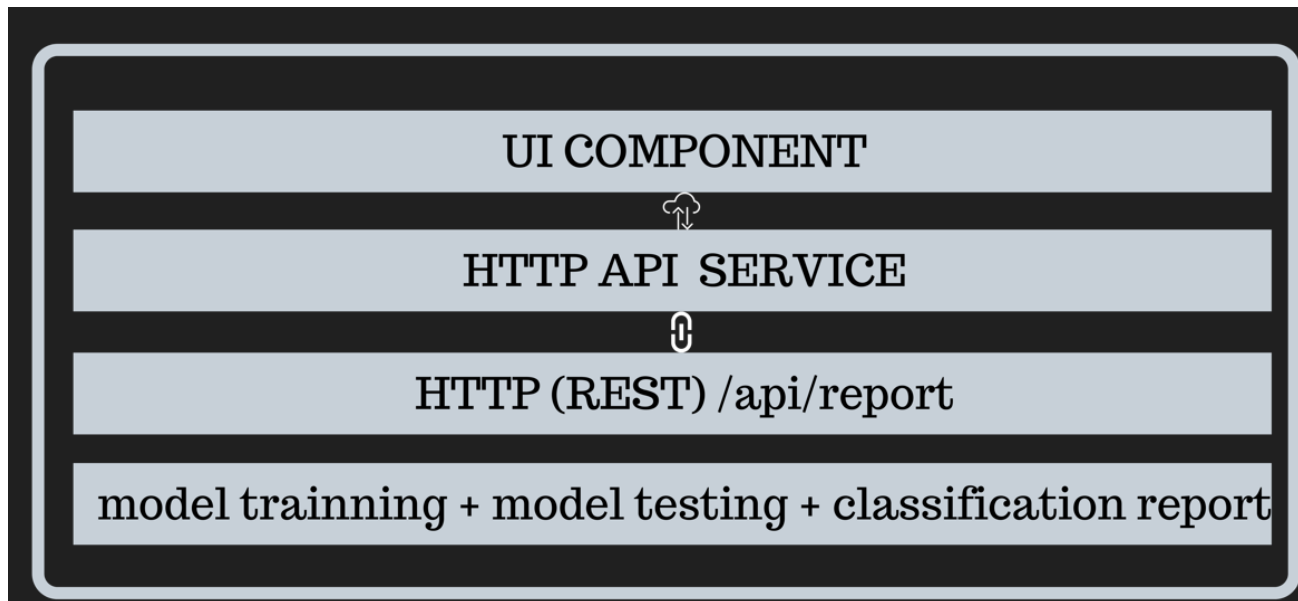 UI COMPONENT
HTTP API SERVICE
HTTP (REST) /api/report
model trainning + model testing + classification report